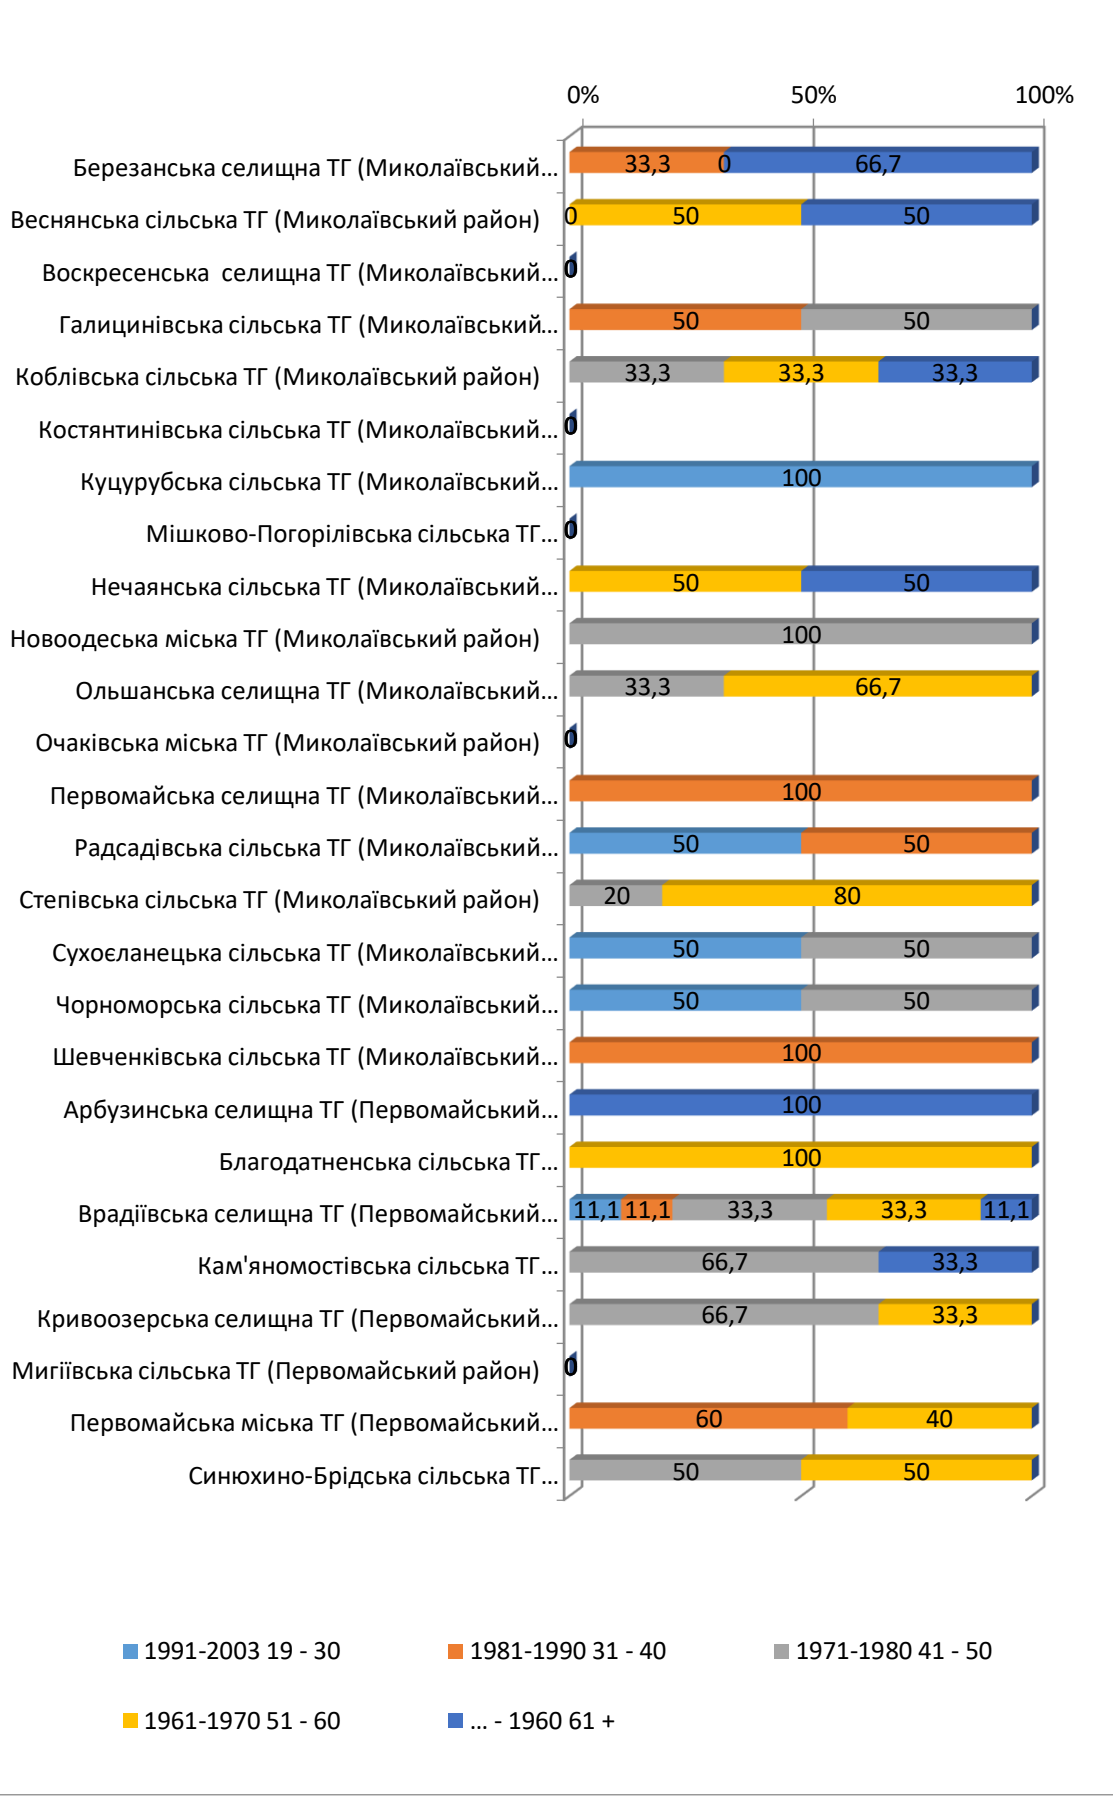 0% 50% 100%
Березанська селищна ТГ (Миколаївський... 33,3 0 66,7
Веснянська сільська ТГ (Миколаївський район) 0 50 50
Воскресенська  селищна ТГ (Миколаївський... 0
Галицинівська сільська ТГ (Миколаївський... 50 50
Коблівська сільська ТГ (Миколаївський район) 33,3 33,3 33,3
Костянтинівська сільська ТГ (Миколаївський... 0
Куцурубська сільська ТГ (Миколаївський... 100
Мішково-Погорілівська сільська ТГ... 0
Нечаянська сільська ТГ (Миколаївський... 50 50
Новоодеська міська ТГ (Миколаївський район) 100
Ольшанська селищна ТГ (Миколаївський... 33,3 66,7
Очаківська міська ТГ (Миколаївський район) 0
Первомайська селищна ТГ (Миколаївський... 100
Радсадівська сільська ТГ (Миколаївський... 50 50
Степівська сільська ТГ (Миколаївський район) 20 80
Сухоєланецька сільська ТГ (Миколаївський... 50 50
Чорноморська сільська ТГ (Миколаївський... 50 50
Шевченківська сільська ТГ (Миколаївський... 100
Арбузинська селищна ТГ (Первомайський... 100
Благодатненська сільська ТГ... 100
Врадіївська селищна ТГ (Первомайський... 11,1 11,1 33,3 33,3 11,1
Кам'яномостівська сільська ТГ... 66,7 33,3
Кривоозерська селищна ТГ (Первомайський... 66,7 33,3
Мигіївська сільська ТГ (Первомайський район) 0
Первомайська міська ТГ (Первомайський... 60 40
Синюхино-Брідська сільська ТГ... 50 50
1991-2003 19 - 30 1981-1990 31 - 40 1971-1980 41 - 50
1961-1970 51 - 60 ... - 1960 61 +